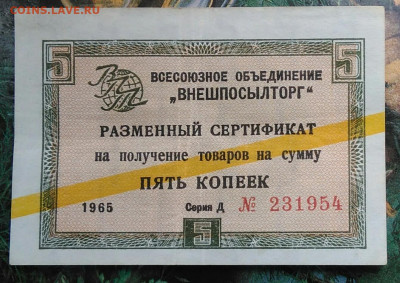 COINS.LAVE.RU
5 5
ВПТ
ВСЕСОЮЗНОЕ ОБЪЕДИНЕНИЕ
„ВНЕШПОСЫЛТОРГ"
РАЗМЕННЫЙ СЕРТИФИКАТ
на получение товаров на сумму
ПЯТЬ КОПЕЕК
1965 Серия Д № 231954
5